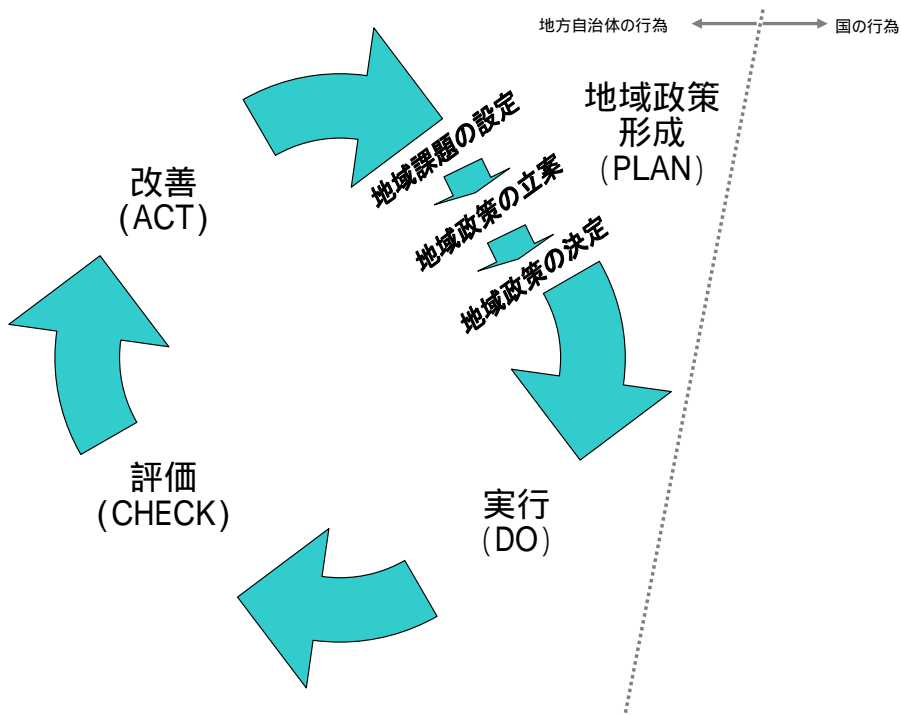 地方自治体の行為
国の行為
地域政策
形成
(PLAN)
地域課題の設定
地域政策の立案
地域政策の決定
改善
(ACT)
評価
(CHECK)
実行
(DO)